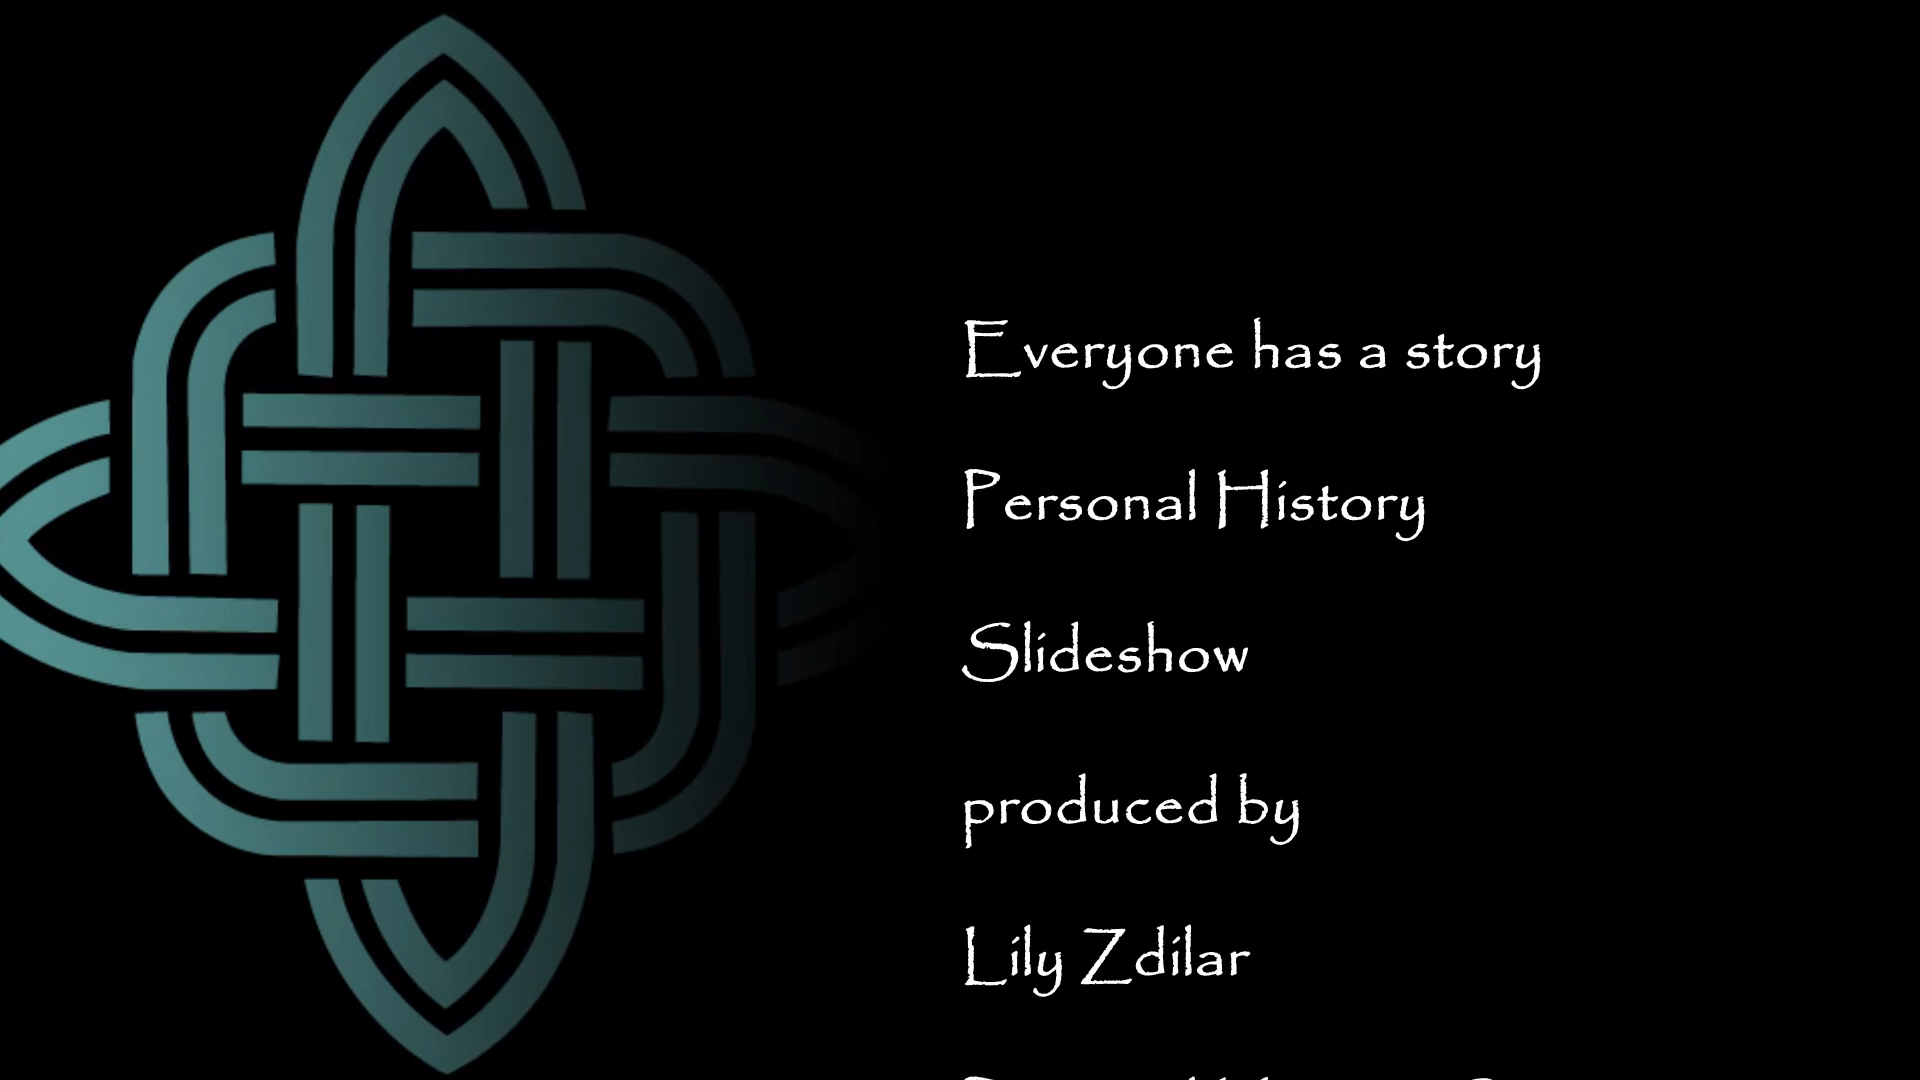 Everyone has a story
Personal History
Slideshow
produced by
Lily Zdilar